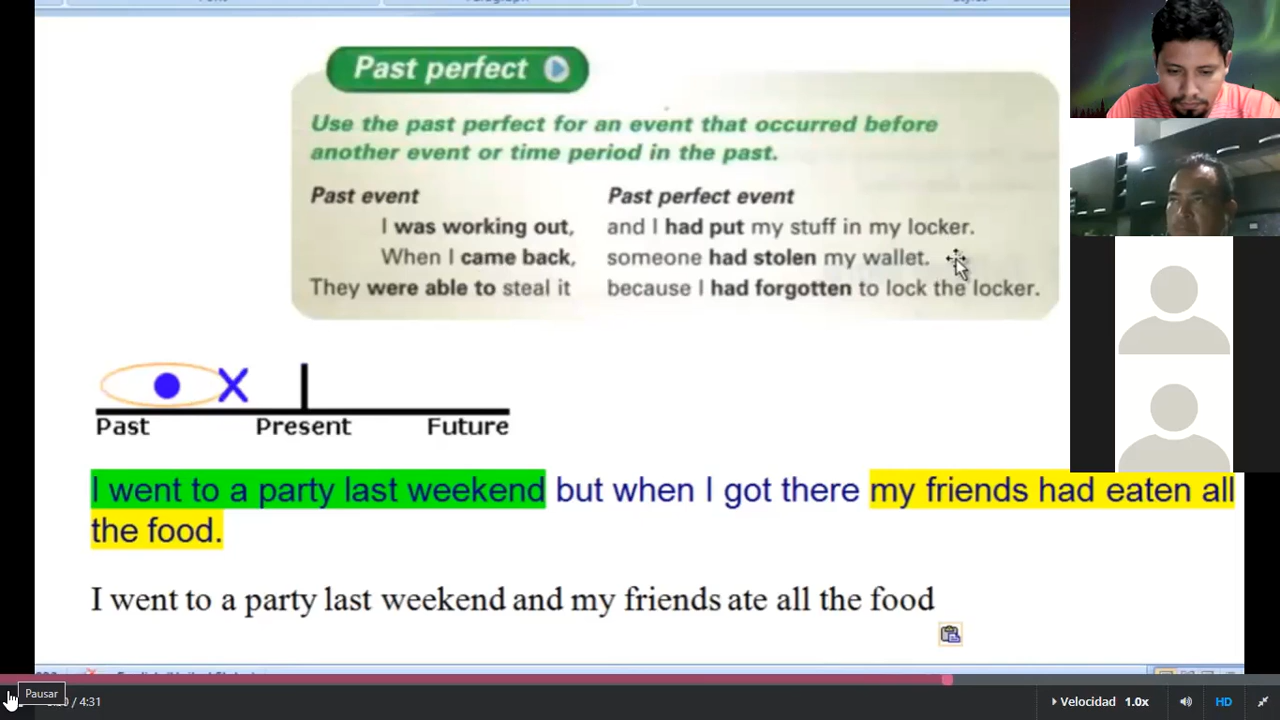 Past perfect
Use the past perfect for an event that occurred before
another event or time period in the past.
Past event Past perfect event
I was working out, and I had put my stuff in my locker.
When I came back, someone had stolen my wallet.
They were able to steal it because I had forgotten to lock the locker.
Past Present Future
I went to a party last weekend but when I got there my friends had eaten all
the food.
I went to a party last weekend and my friends ate all the food
Pausar
/ 4:31
Velocidad 1.0x HD